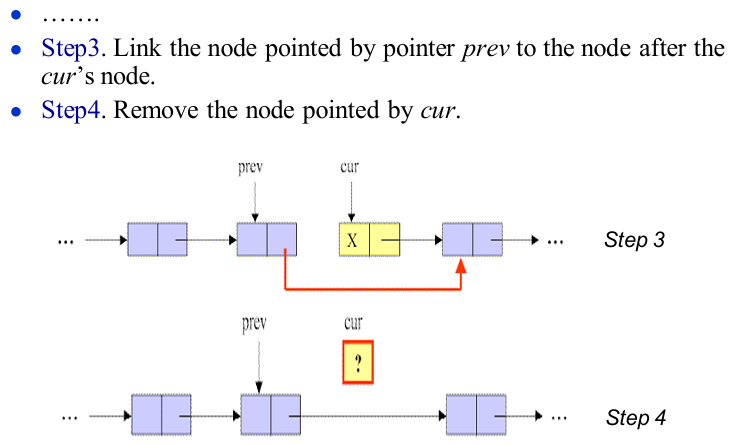 • …….
• Step3. Link the node pointed by pointer prev to the node after the
cur's node.
• Step4. Remove the node pointed by cur.
prev cur
... X ... Step 3
prev cur
?
... ... Step 4